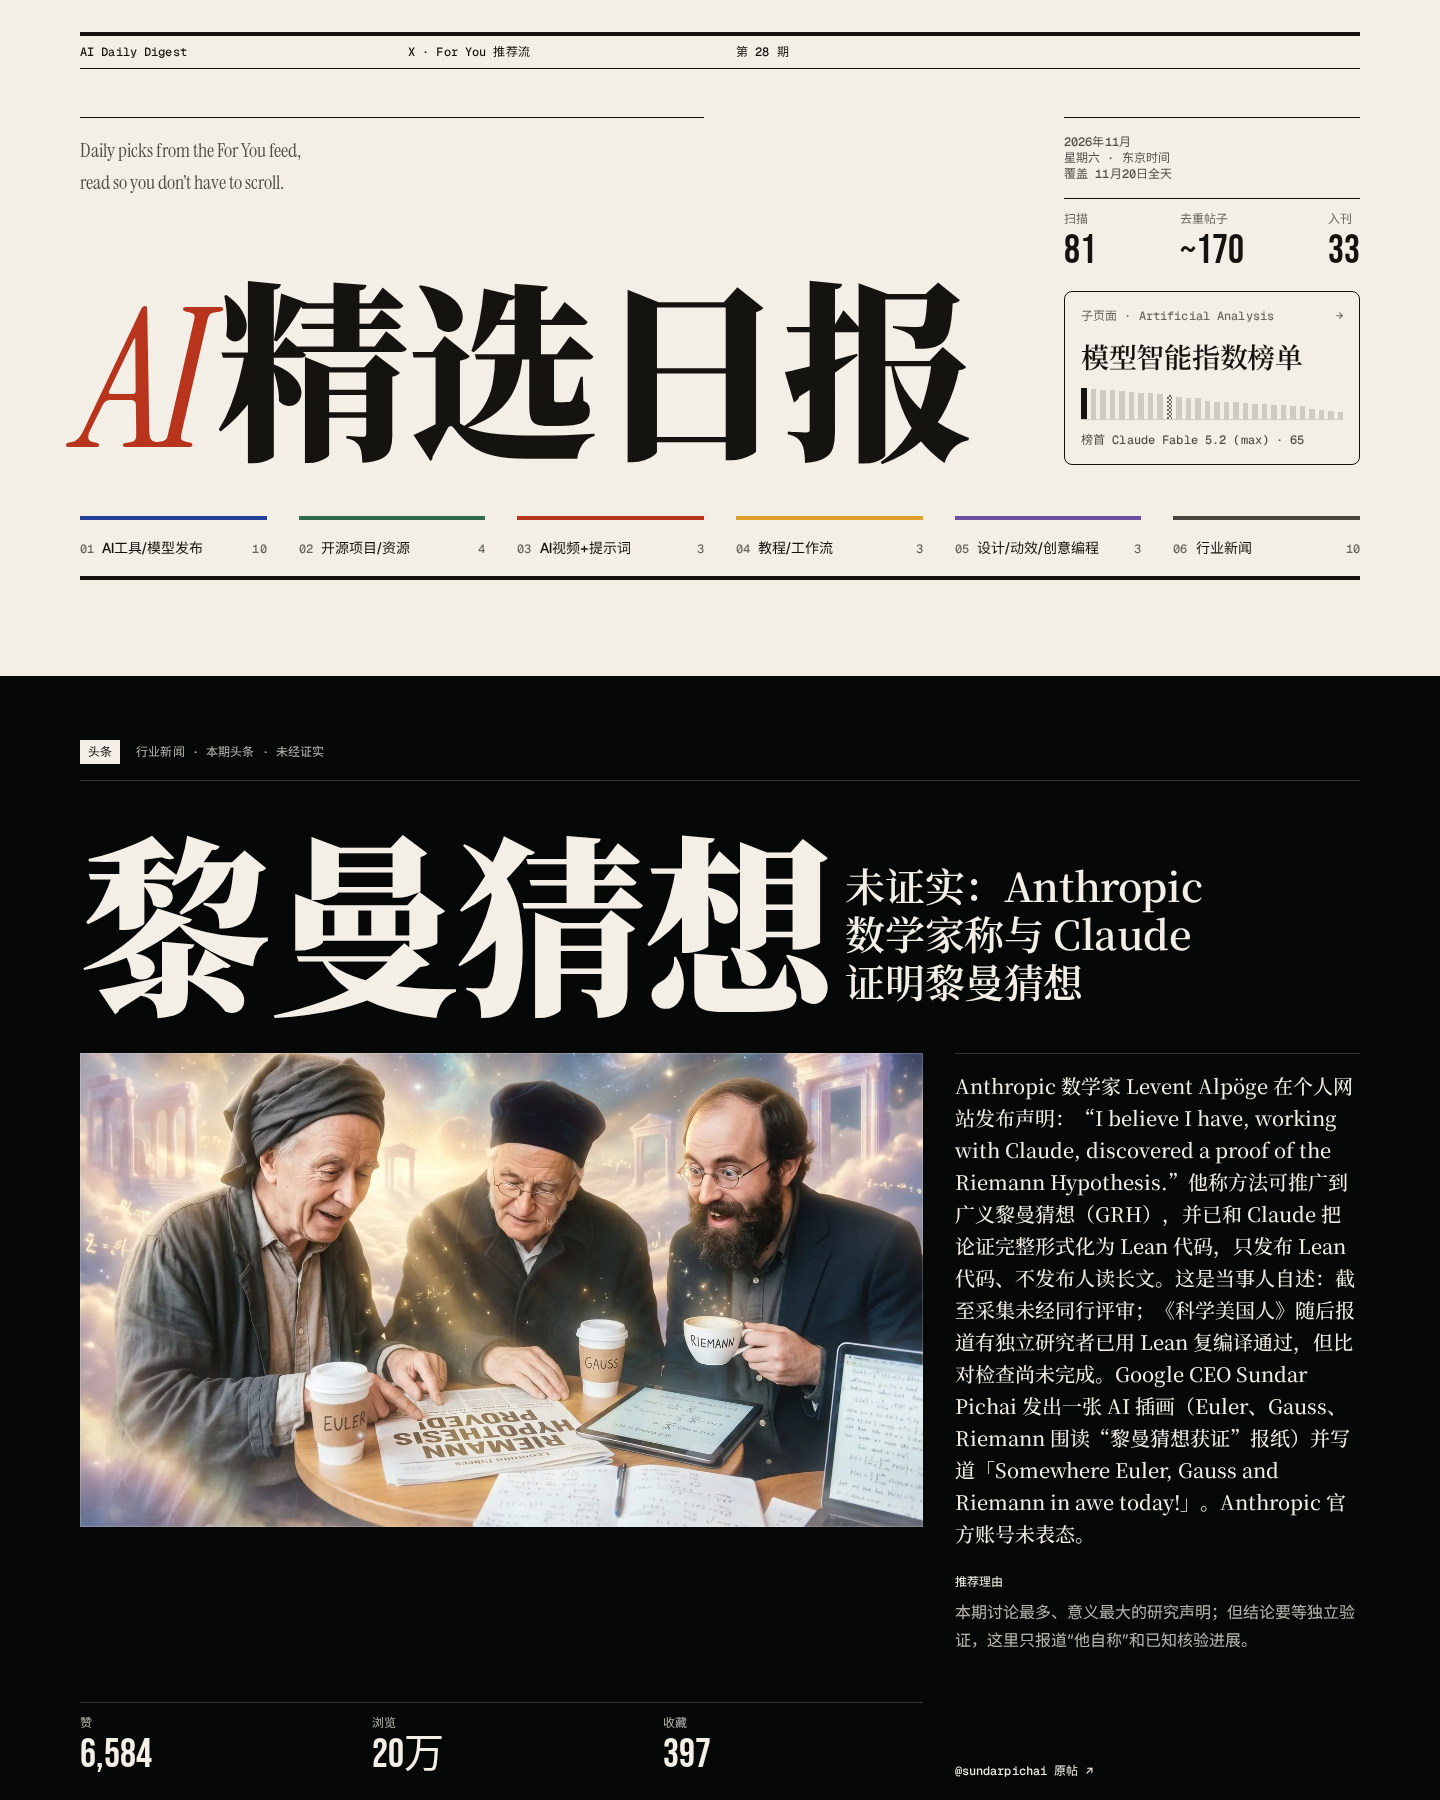 AI Daily Digest
X · For You 推荐流
第 28 期
Daily picks from the For You feed,
read so you don't have to scroll.
2026年11月
星期六 · 东京时间
覆盖 11月20日全天
扫描 去重帖子 入刊
81 ~170 33
AI精选日报
子页面 · Artificial Analysis →
模型智能指数榜单
榜首 Claude Fable 5.2 (max) · 65
01 AI工具/模型发布 10
02 开源项目/资源 4
03 AI视频+提示词 3
04 教程/工作流 3
05 设计/动效/创意编程 3
06 行业新闻 10
头条 行业新闻 · 本期头条 · 未经证实
黎曼猜想
未证实：Anthropic
数学家称与 Claude
证明黎曼猜想
EULER
GAUSS
RIEMANN
RIEMANN
HYPOTHESIS
PROVED!
Anthropic 数学家 Levent Alpöge 在个人网
站发布声明：“I believe I have, working
with Claude, discovered a proof of the
Riemann Hypothesis.”他称方法可推广到
广义黎曼猜想（GRH），并已和 Claude 把
论证完整形式化为 Lean 代码，只发布 Lean
代码、不发布人读长文。这是当事人自述：截
至采集未经同行评审；《科学美国人》随后报
道有独立研究者已用 Lean 复编译通过，但比
对检查尚未完成。Google CEO Sundar
Pichai 发出一张 AI 插画（Euler、Gauss、
Riemann 围读“黎曼猜想获证”报纸）并写
道「Somewhere Euler, Gauss and
Riemann in awe today!」。Anthropic 官
方账号未表态。
推荐理由
本期讨论最多、意义最大的研究声明；但结论要等独立验
证，这里只报道“他自称”和已知核验进展。
赞 浏览 收藏
6,584 20万 397
@sundarpichai 原帖 ↗